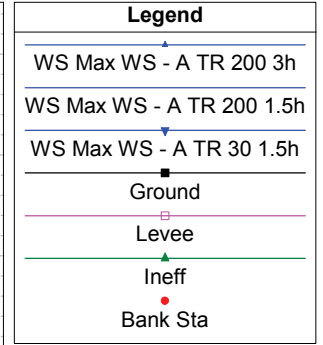 Legend
WS Max WS - A TR 200 3h
WS Max WS - A TR 200 1.5h
WS Max WS - A TR 30 1.5h
Ground
Levee
Ineff
Bank Sta